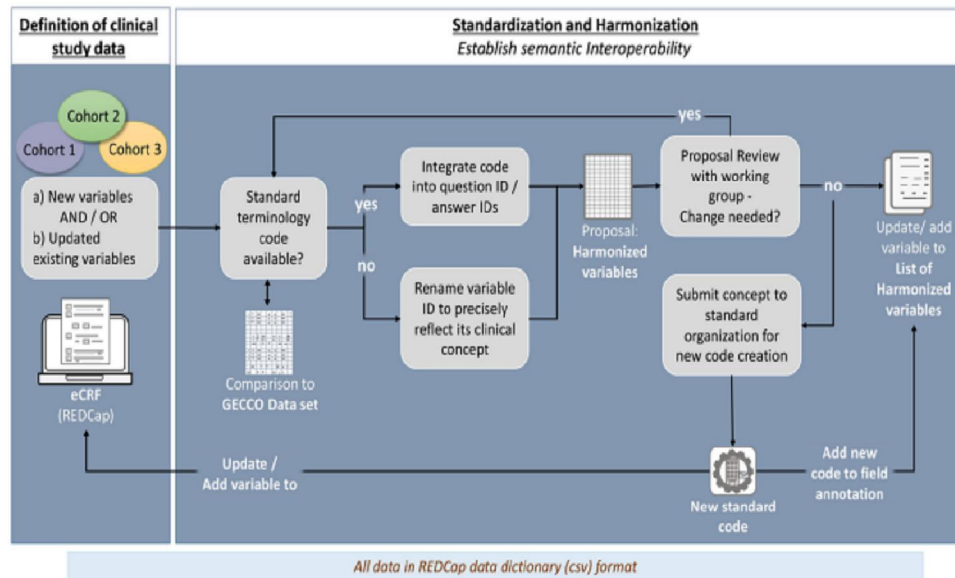 Definition of clinical
study data
Standardization and Harmonization
Establish semantic Interoperability
Cohort 2
Cohort 1
Cohort 3
a) New variables
AND / OR
b) Updated
existing variables
eCRF
(REDCap)
Standard
terminology
code
available?
Comparison to
GECCO Data set
yes
no
Integrate code
into question ID /
answer IDs
Rename variable
ID to precisely
reflect its clinical
concept
Proposal:
Harmonized
variables
yes
Proposal Review
with working
group -
Change needed?
no
Update/ add
variable to
List of
Harmonized
variables
Submit concept to
standard
organization for
new code creation
Update /
Add variable to
New standard
code
Add new
code to field
annotation
All data in REDCap data dictionary (csv) format